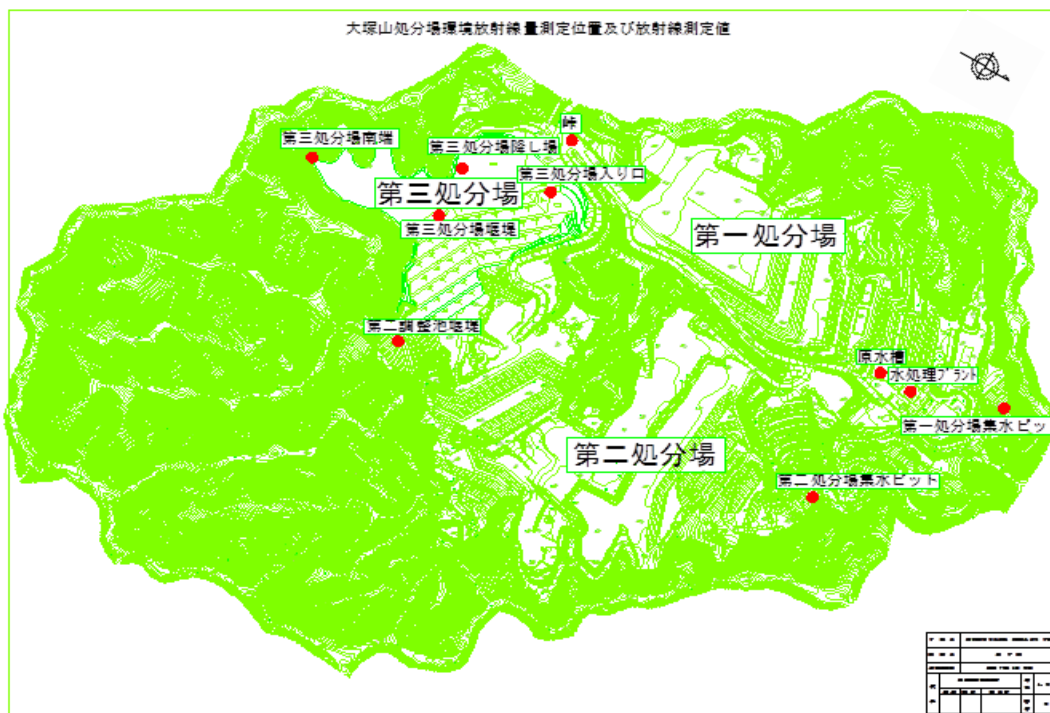 大塚山処分場環境放射線量測定位置及び放射線測定値
峠
第三処分場南端
第三処分場降し場
第三処分場入り口
第三処分場
第三処分場堰堤
第一処分場
第二調整池堰堤
原水槽
水処理プラント
第一処分場集水ピッ
第二処分場
第二処分場集水ピット